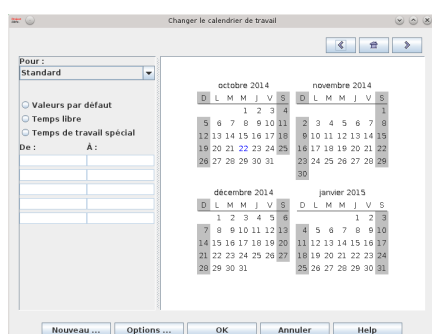 Changer le calendrier de travail
Pour :
Standard
Valeurs par défaut
Temps libre
Temps de travail spécial
De : À :
octobre 2014
D L M M J V S
1 2 3 4
5 6 7 8 9 10 11
12 13 14 15 16 17 18
19 20 21 22 23 24 25
26 27 28 29 30 31
novembre 2014
D L M M J V S
1
2 3 4 5 6 7 8
9 10 11 12 13 14 15
16 17 18 19 20 21 22
23 24 25 26 27 28 29
30
décembre 2014
D L M M J V S
1 2 3 4 5 6
7 8 9 10 11 12 13
14 15 16 17 18 19 20
21 22 23 24 25 26 27
28 29 30 31
janvier 2015
D L M M J V S
1 2 3
4 5 6 7 8 9 10
11 12 13 14 15 16 17
18 19 20 21 22 23 24
25 26 27 28 29 30 31
Nouveau ... Options ... OK Annuler Help